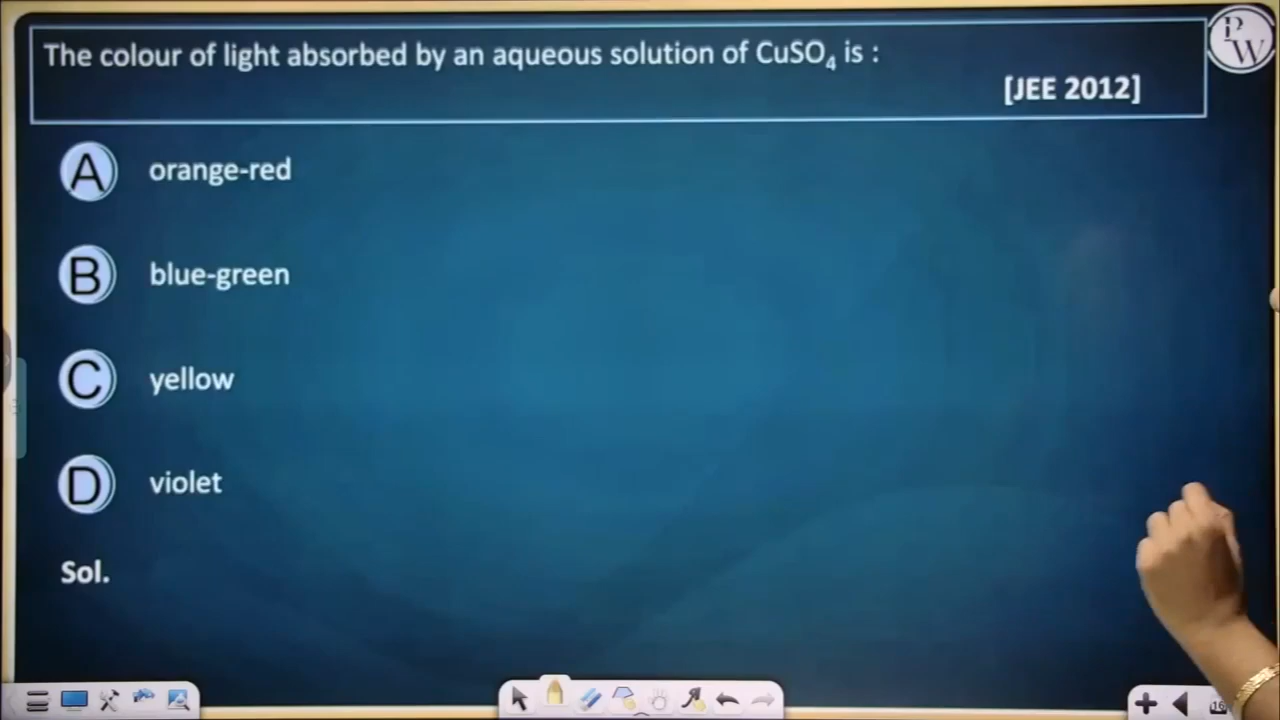 The colour of light absorbed by an aqueous solution of CuSO₄ is :
[JEE 2012]
P
W
A orange-red
B blue-green
C yellow
D violet
Sol.
16